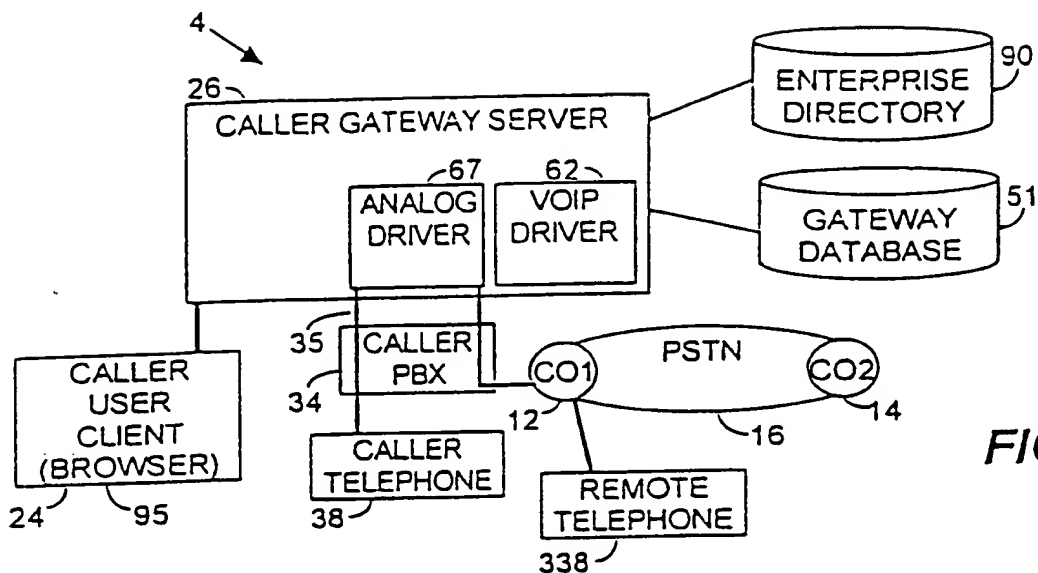 4
26
CALLER GATEWAY SERVER
67
ANALOG
DRIVER
62
VOIP
DRIVER
ENTERPRISE
DIRECTORY
90
GATEWAY
DATABASE
51
35
CALLER
PBX
34
CO1
12
PSTN
16
CO2
14
CALLER
USER
CLIENT
(BROWSER)
24
95
CALLER
TELEPHONE
38
REMOTE
TELEPHONE
338